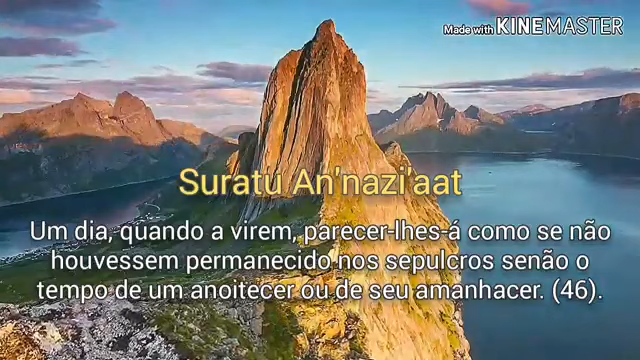 Made with KINEMASTER
Suratu An'nazi'aat
Um dia, quando a virem, parecer-lhes-á como se não
houvessem permanecido nos sepulcros senão o
tempo de um anoitecer ou de seu amanhacer. (46).